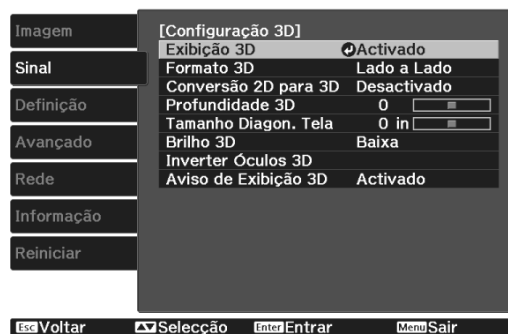 Imagem
Sinal
Definição
Avançado
Rede
Informação
Reiniciar
[Configuração 3D]
Exibição 3D Activado
Formato 3D Lado a Lado
Conversão 2D para 3D Desactivado
Profundidade 3D 0
Tamanho Diagon. Tela 0 in
Brilho 3D Baixa
Inverter Óculos 3D
Aviso de Exibição 3D Activado
Esc Voltar Selecção Enter Entrar Menu Sair